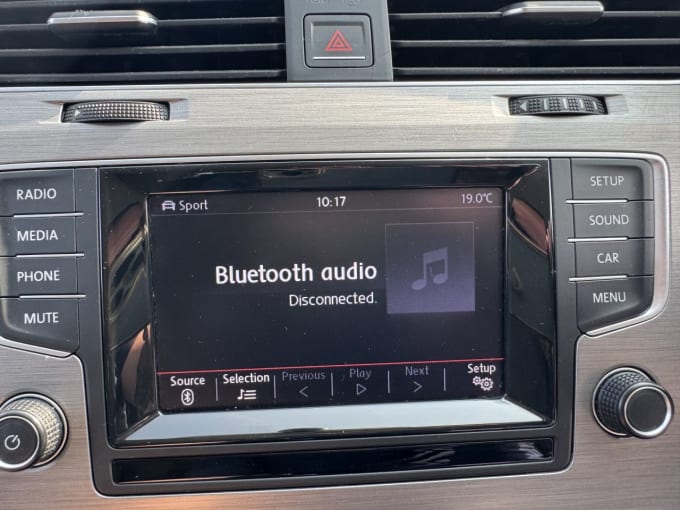 RADIO
MEDIA
PHONE
MUTE
Sport 10:17 19.0°C
Bluetooth audio
Disconnected.
Source Selection Previous Play Next Setup
SETUP
SOUND
CAR
MENU